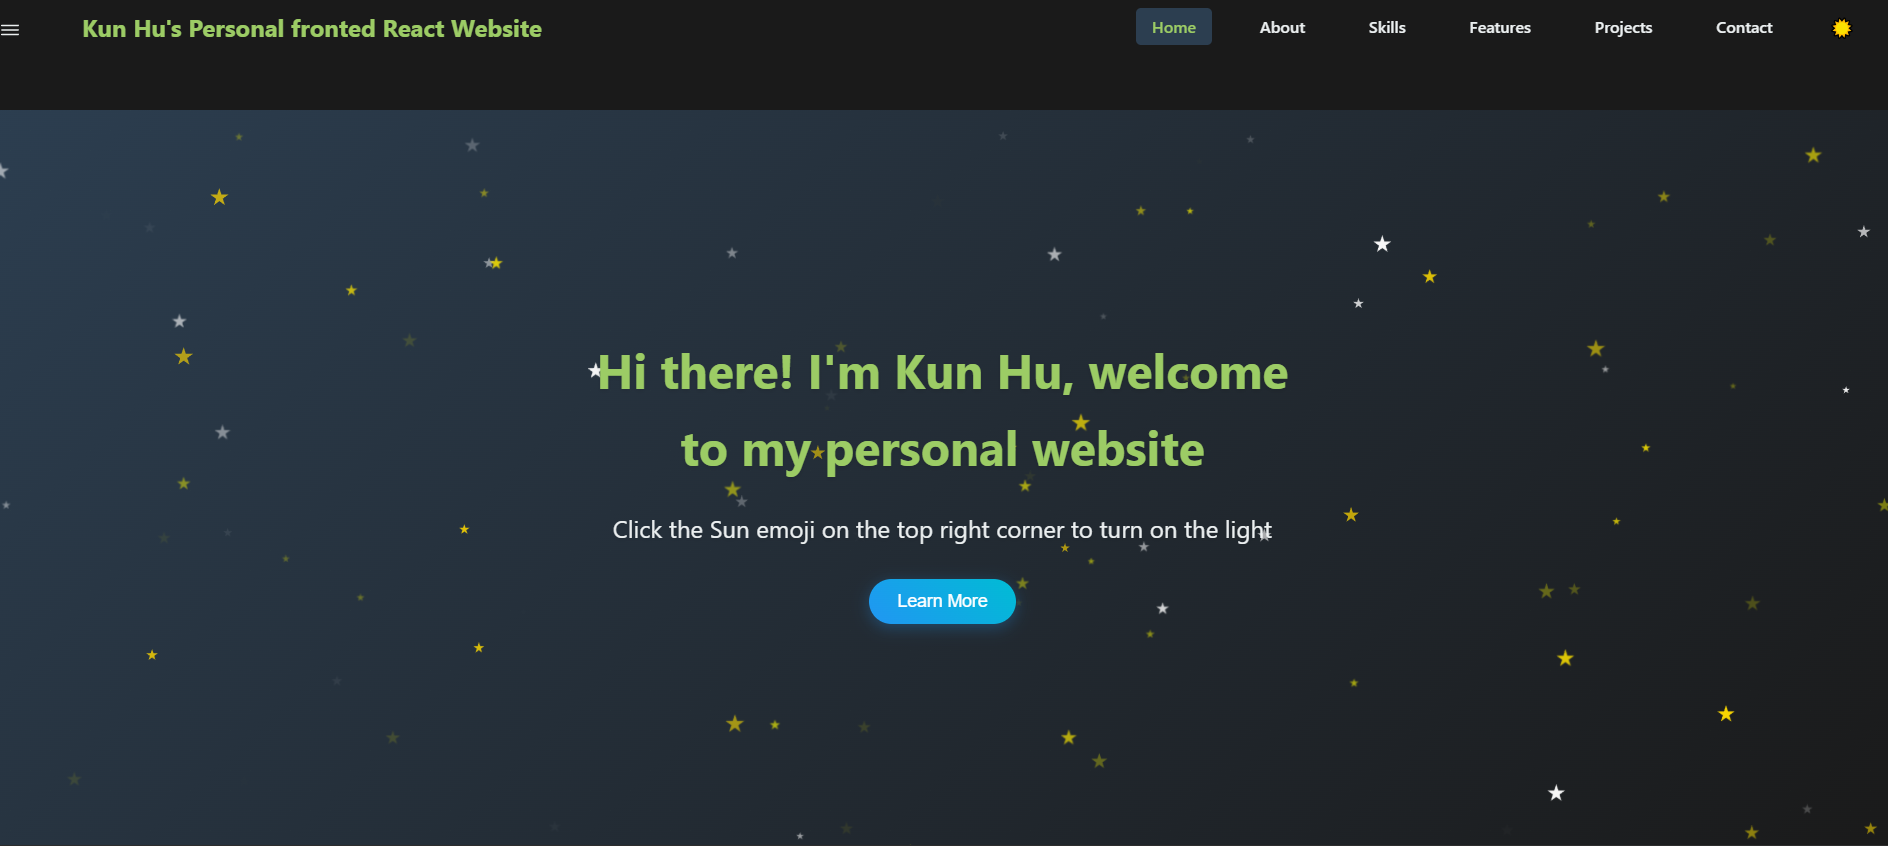 Kun Hu's Personal fronted React Website
Home
About
Skills
Features
Projects
Contact
Hi there! I'm Kun Hu, welcome
to my personal website
Click the Sun emoji on the top right corner to turn on the light
Learn More